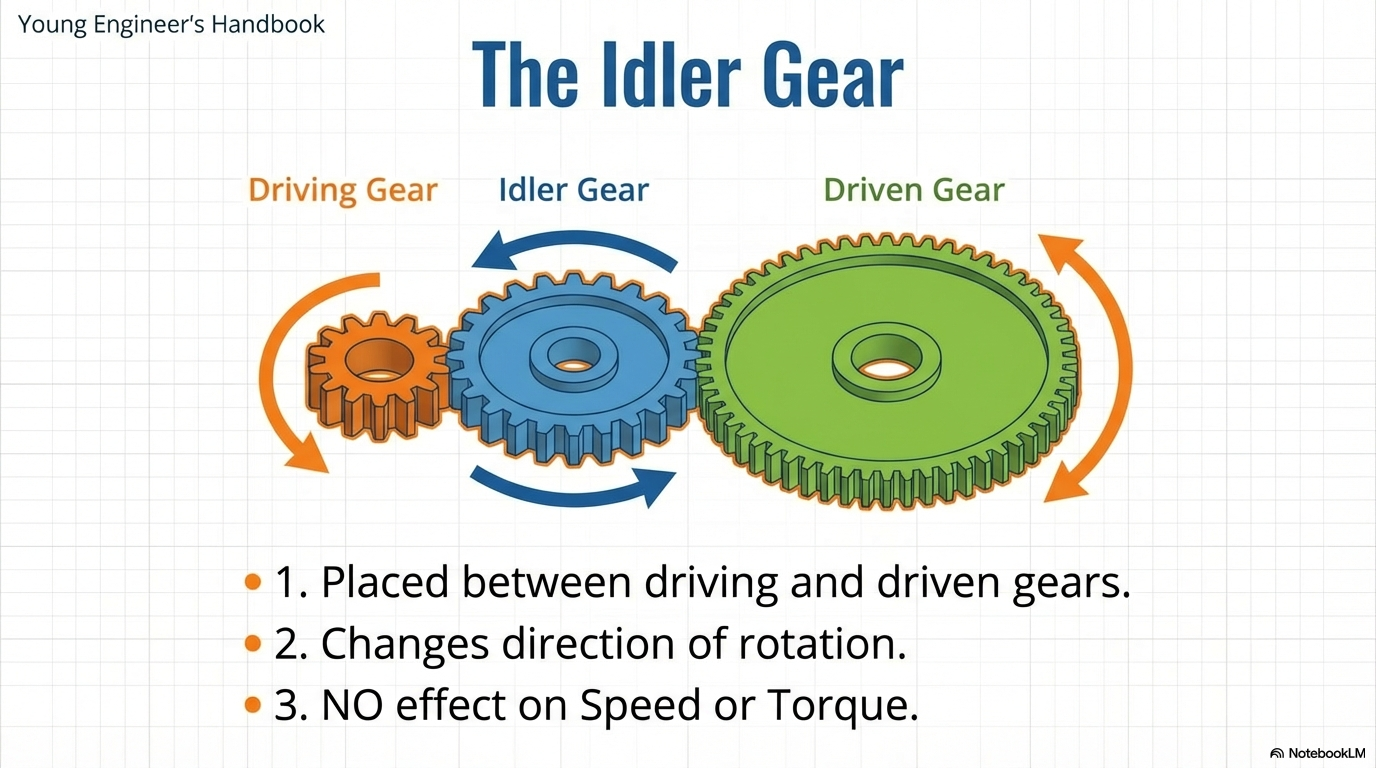 Young Engineer's Handbook
The Idler Gear
Driving Gear
Idler Gear
Driven Gear
• 1. Placed between driving and driven gears.
• 2. Changes direction of rotation.
• 3. NO effect on Speed or Torque.
NotebookLM